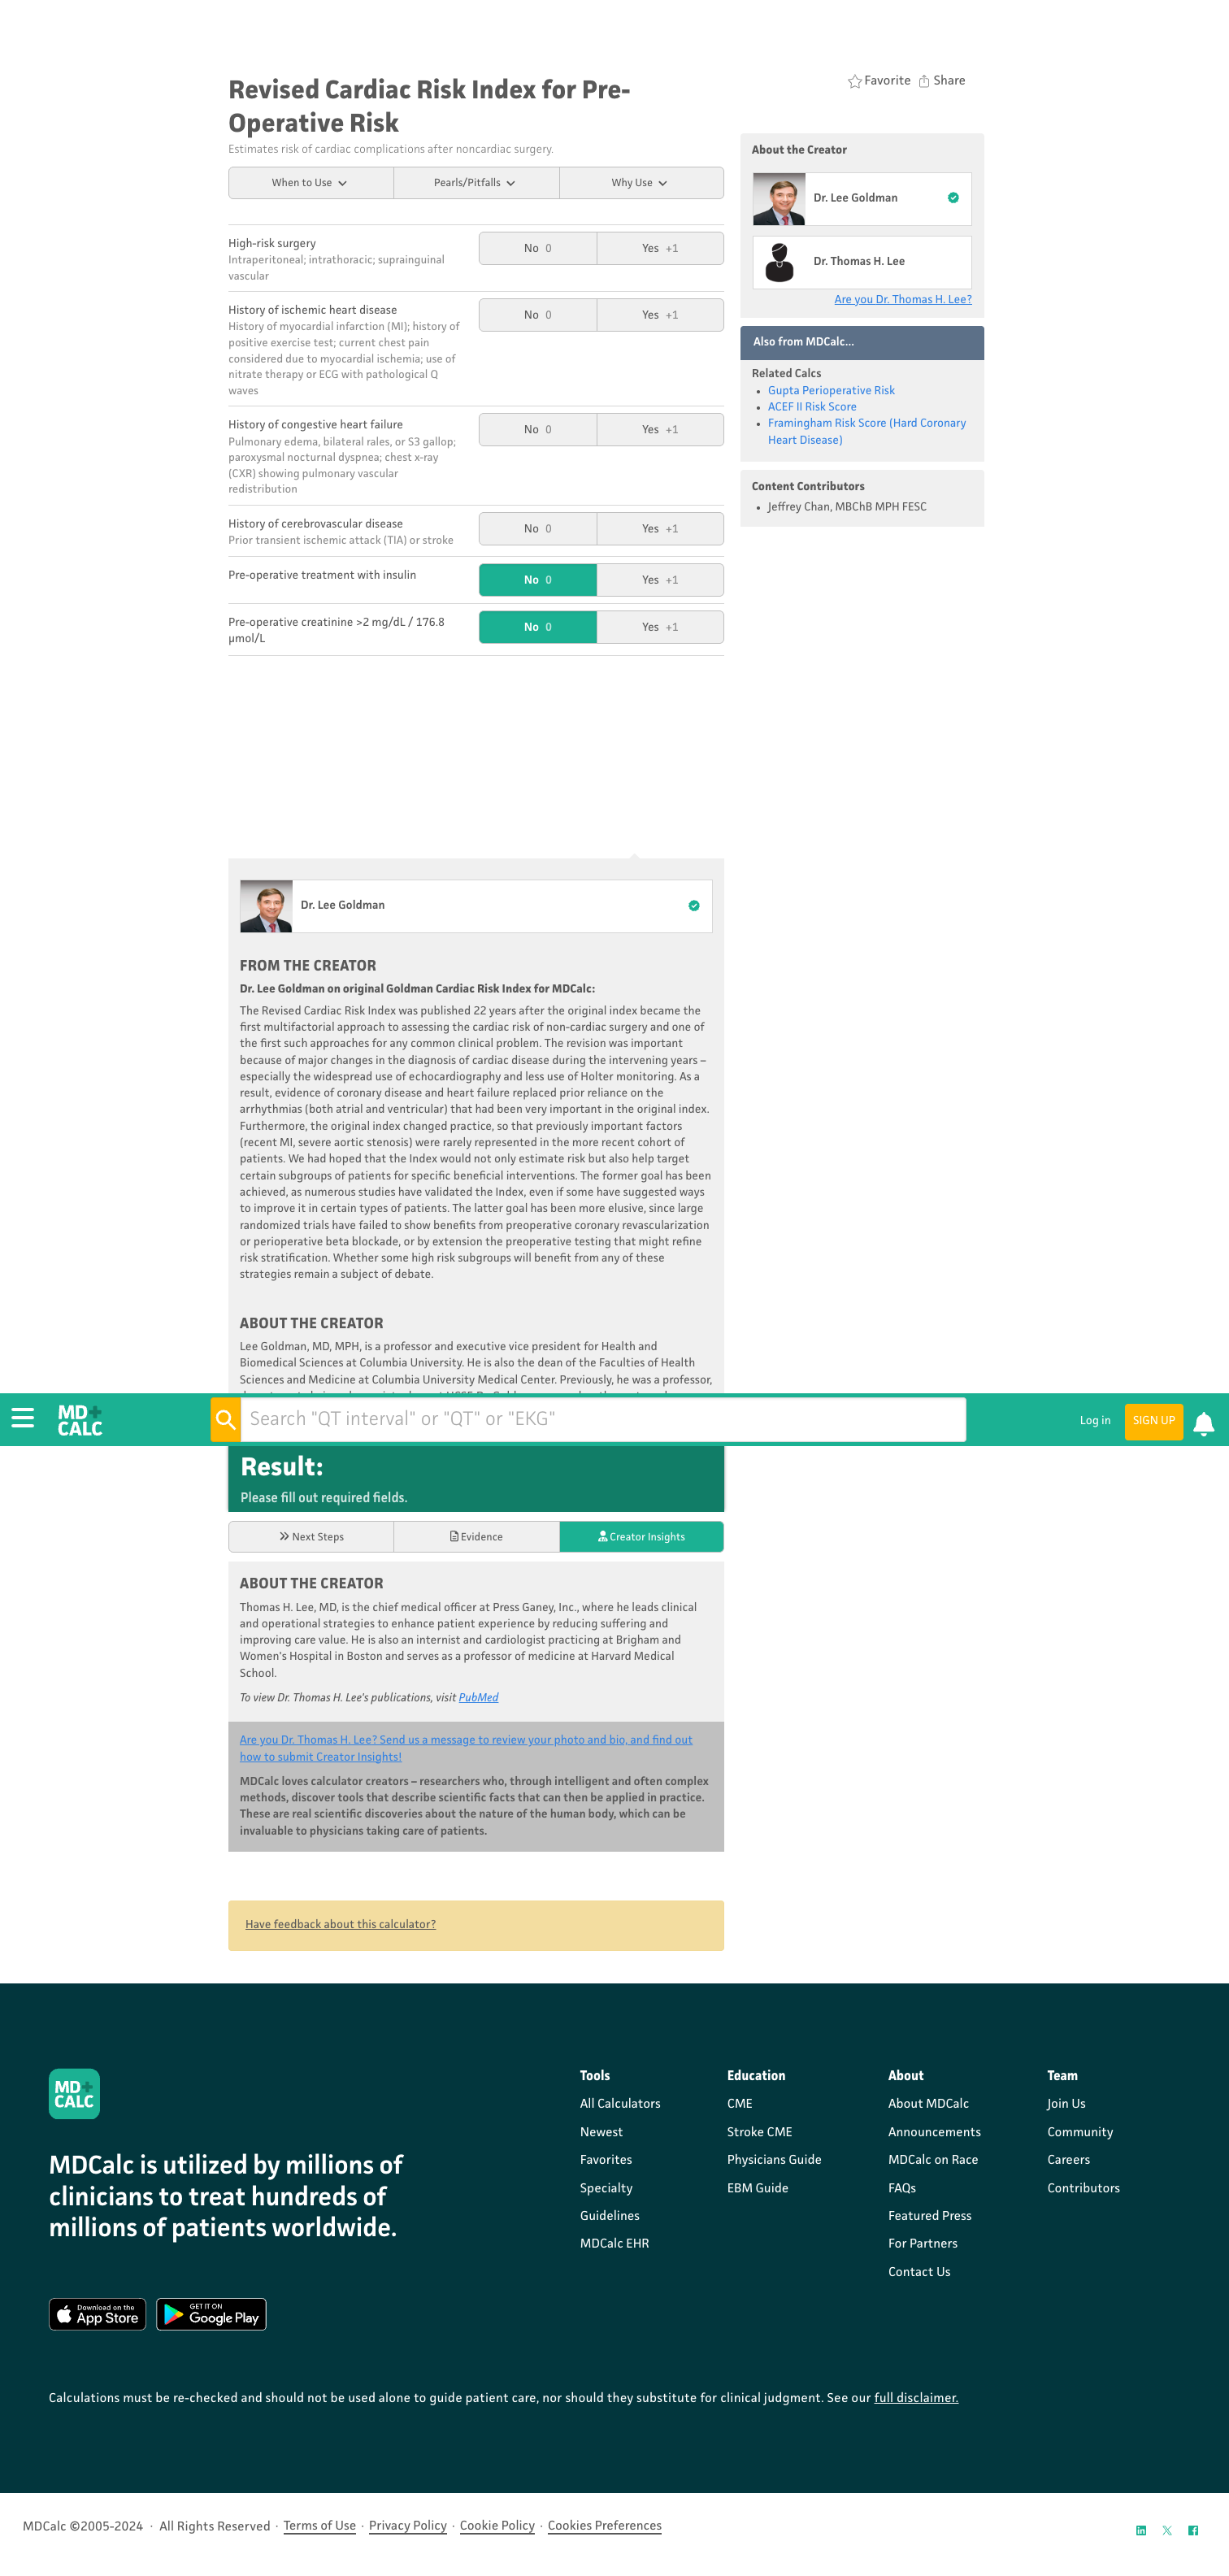 Revised Cardiac Risk Index for Pre-
Operative Risk
Estimates risk of cardiac complications after noncardiac surgery.
When to Use
Pearls/Pitfalls
Why Use
Favorite
Share
High-risk surgery
Intraperitoneal; intrathoracic; suprainguinal
vascular
No 0
Yes +1
History of ischemic heart disease
History of myocardial infarction (MI); history of
positive exercise test; current chest pain
considered due to myocardial ischemia; use of
nitrate therapy or ECG with pathological Q
waves
No 0
Yes +1
History of congestive heart failure
Pulmonary edema, bilateral rales, or S3 gallop;
paroxysmal nocturnal dyspnea; chest x-ray
(CXR) showing pulmonary vascular
redistribution
No 0
Yes +1
History of cerebrovascular disease
Prior transient ischemic attack (TIA) or stroke
No 0
Yes +1
Pre-operative treatment with insulin
No 0
Yes +1
Pre-operative creatinine >2 mg/dL / 176.8
µmol/L
No 0
Yes +1
About the Creator
Dr. Lee Goldman
Dr. Thomas H. Lee
Are you Dr. Thomas H. Lee?
Also from MDCalc...
Related Calcs
Gupta Perioperative Risk
ACEF II Risk Score
Framingham Risk Score (Hard Coronary
Heart Disease)
Content Contributors
Jeffrey Chan, MBChB MPH FESC
Dr. Lee Goldman
FROM THE CREATOR
Dr. Lee Goldman on original Goldman Cardiac Risk Index for MDCalc:
The Revised Cardiac Risk Index was published 22 years after the original index became the
first multifactorial approach to assessing the cardiac risk of non-cardiac surgery and one of
the first such approaches for any common clinical problem. The revision was important
because of major changes in the diagnosis of cardiac disease during the intervening years –
especially the widespread use of echocardiography and less use of Holter monitoring. As a
result, evidence of coronary disease and heart failure replaced prior reliance on the
arrhythmias (both atrial and ventricular) that had been very important in the original index.
Furthermore, the original index changed practice, so that previously important factors
(recent MI, severe aortic stenosis) were rarely represented in the more recent cohort of
patients. We had hoped that the Index would not only estimate risk but also help target
certain subgroups of patients for specific beneficial interventions. The former goal has been
achieved, as numerous studies have validated the Index, even if some have suggested ways
to improve it in certain types of patients. The latter goal has been more elusive, since large
randomized trials have failed to show benefits from preoperative coronary revascularization
or perioperative beta blockade, or by extension the preoperative testing that might refine
risk stratification. Whether some high risk subgroups will benefit from any of these
strategies remain a subject of debate.
ABOUT THE CREATOR
Lee Goldman, MD, MPH, is a professor and executive vice president for Health and
Biomedical Sciences at Columbia University. He is also the dean of the Faculties of Health
Sciences and Medicine at Columbia University Medical Center. Previously, he was a professor,
MD+
CALC
Search "QT interval" or "QT" or "EKG"
Log in
SIGN UP
Result:
Please fill out required fields.
Next Steps
Evidence
Creator Insights
ABOUT THE CREATOR
Thomas H. Lee, MD, is the chief medical officer at Press Ganey, Inc., where he leads clinical
and operational strategies to enhance patient experience by reducing suffering and
improving care value. He is also an internist and cardiologist practicing at Brigham and
Women's Hospital in Boston and serves as a professor of medicine at Harvard Medical
School.
To view Dr. Thomas H. Lee's publications, visit PubMed
Are you Dr. Thomas H. Lee? Send us a message to review your photo and bio, and find out
how to submit Creator Insights!
MDCalc loves calculator creators – researchers who, through intelligent and often complex
methods, discover tools that describe scientific facts that can then be applied in practice.
These are real scientific discoveries about the nature of the human body, which can be
invaluable to physicians taking care of patients.
Have feedback about this calculator?
MD+
CALC
MDCalc is utilized by millions of
clinicians to treat hundreds of
millions of patients worldwide.
Download on the
App Store
GET IT ON
Google Play
Tools
All Calculators
Newest
Favorites
Specialty
Guidelines
MDCalc EHR
Education
CME
Stroke CME
Physicians Guide
EBM Guide
About
About MDCalc
Announcements
MDCalc on Race
FAQs
Featured Press
For Partners
Contact Us
Team
Join Us
Community
Careers
Contributors
Calculations must be re-checked and should not be used alone to guide patient care, nor should they substitute for clinical judgment. See our full disclaimer.
MDCalc ©2005-2024 · All Rights Reserved · Terms of Use · Privacy Policy · Cookie Policy · Cookies Preferences